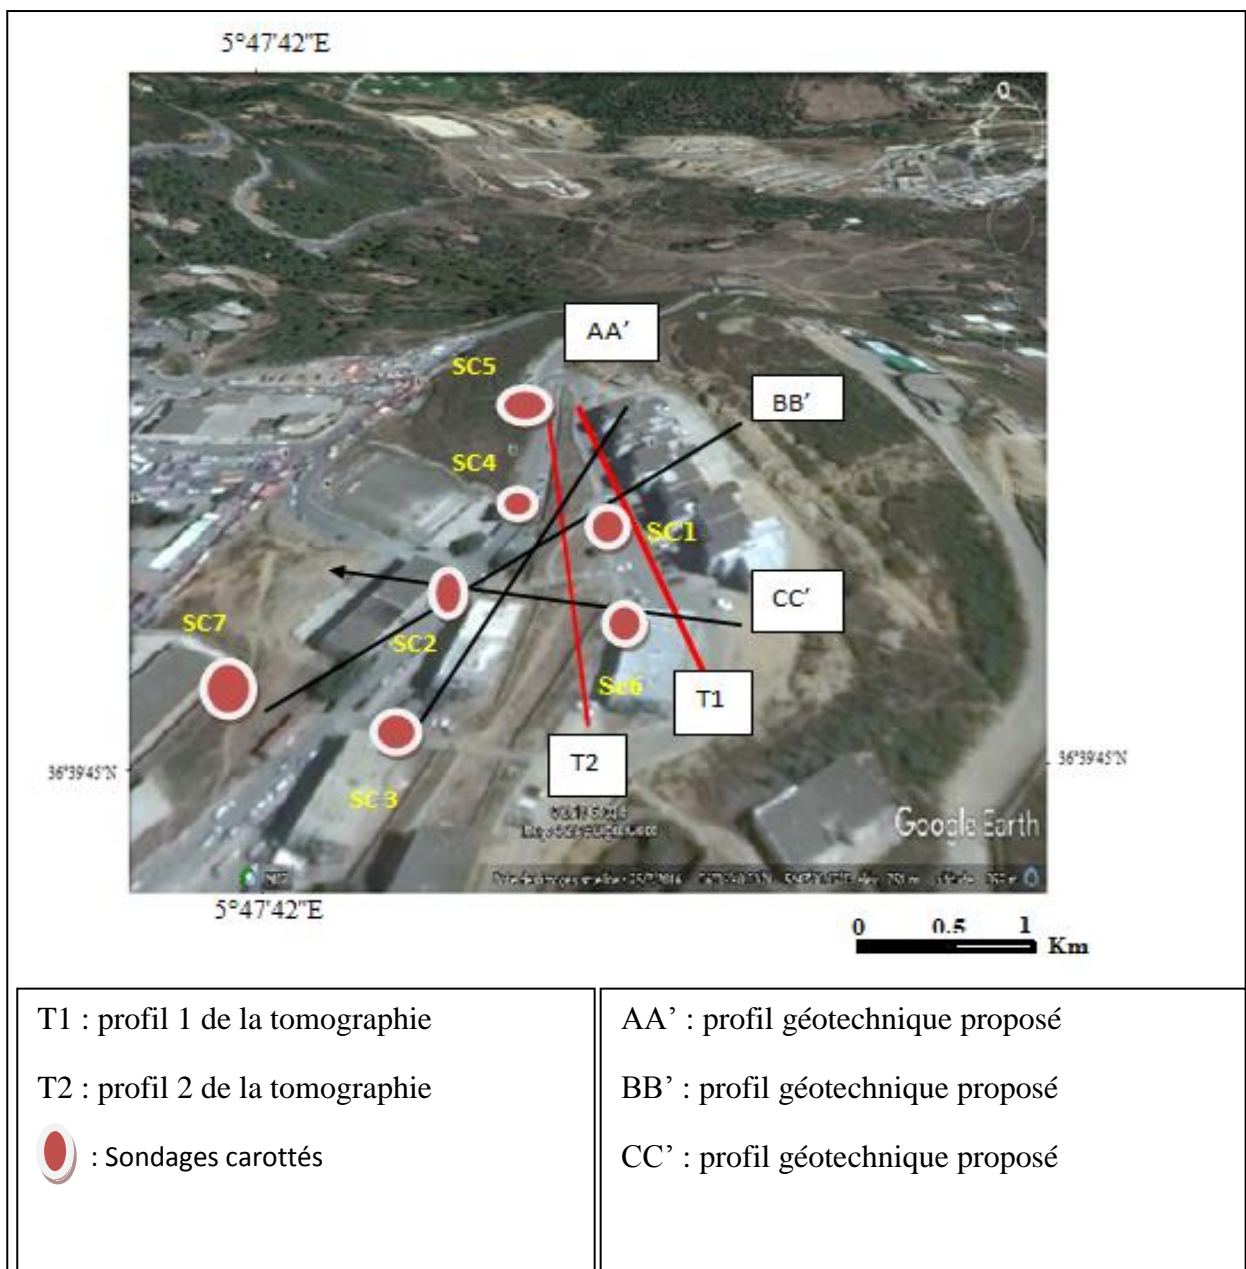 5°47'42"E
AA’
SC5
BB’
SC4
SC1
CC’
SC7
SC2
Sc6
T1
T2
36°39'45"N
36°39'45"N
SC 3
Google Earth
5°47'42"E
0 0.5 1
Km
T1 : profil 1 de la tomographie
T2 : profil 2 de la tomographie
: Sondages carottés
AA’ : profil géotechnique proposé
BB’ : profil géotechnique proposé
CC’ : profil géotechnique proposé